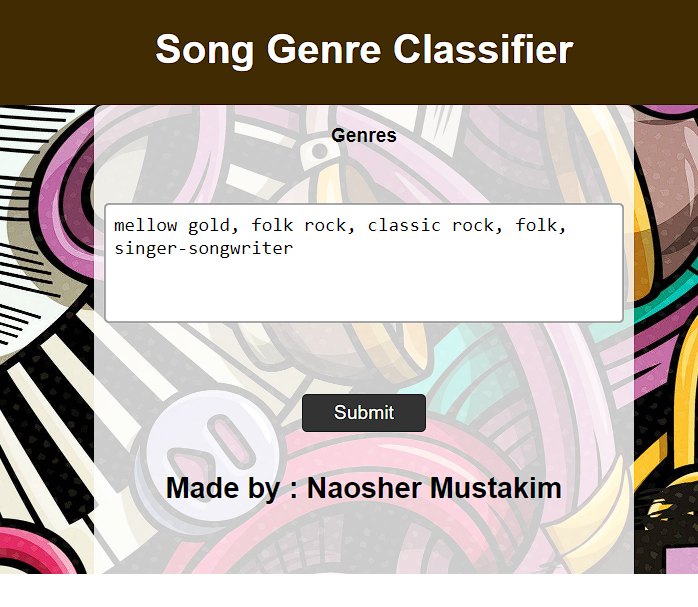 Song Genre Classifier
Genres
mellow gold, folk rock, classic rock, folk,
singer-songwriter
Submit
Made by : Naosher Mustakim